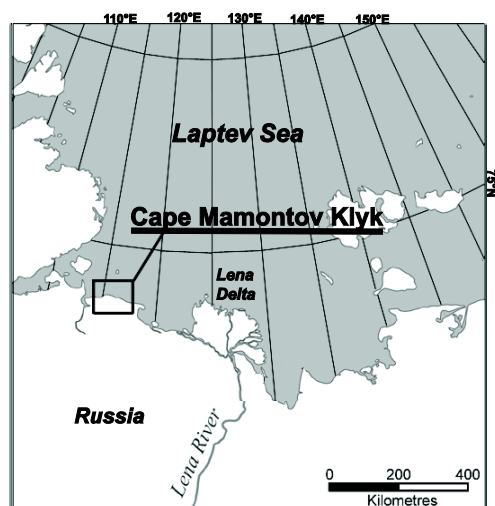 110°E 120°E 130°E 140°E 150°E
Laptev Sea
75°N
Cape Mamontov Klyk
Lena
Delta
Russia
Lena River
0 200 400
Kilometres